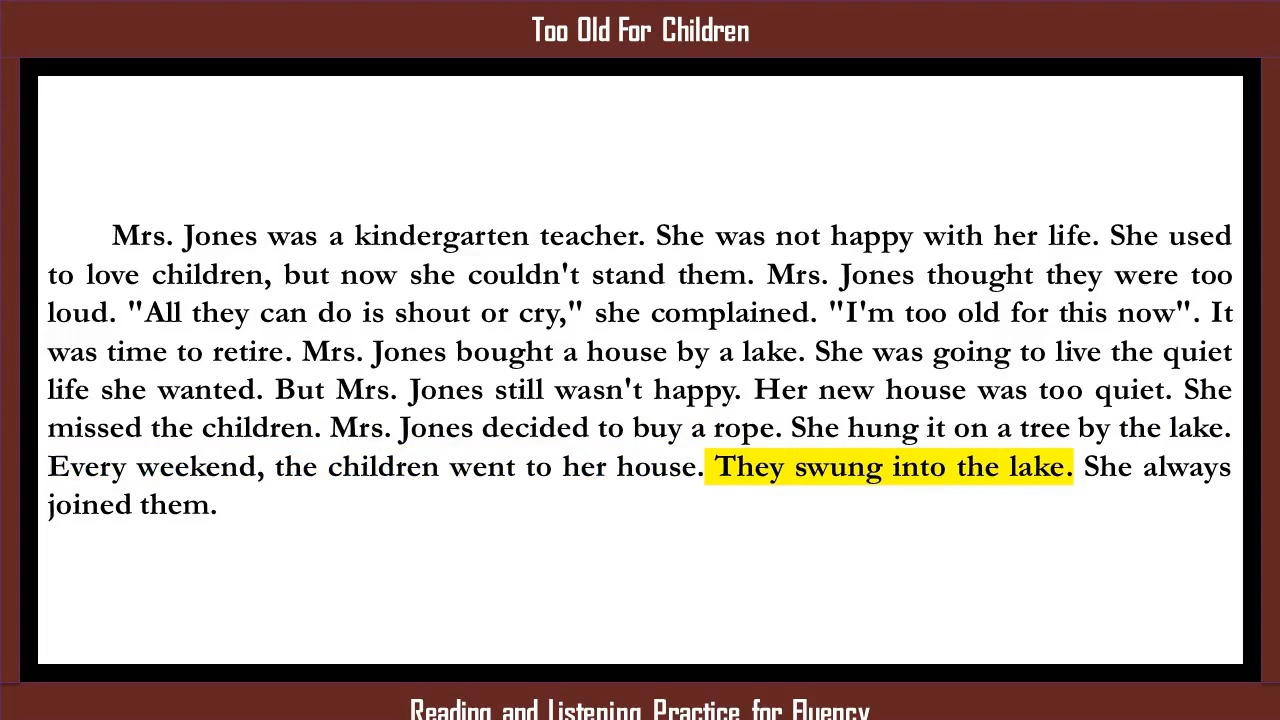 Too Old For Children
Mrs. Jones was a kindergarten teacher. She was not happy with her life. She used
to love children, but now she couldn't stand them. Mrs. Jones thought they were too
loud. "All they can do is shout or cry," she complained. "I'm too old for this now". It
was time to retire. Mrs. Jones bought a house by a lake. She was going to live the quiet
life she wanted. But Mrs. Jones still wasn't happy. Her new house was too quiet. She
missed the children. Mrs. Jones decided to buy a rope. She hung it on a tree by the lake.
Every weekend, the children went to her house. They swung into the lake. She always
joined them.
Reading and Listening Practice for Fluency